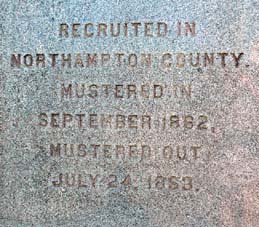 RECRUITED IN
NORTHAMPTON COUNTY.
MUSTERED IN
SEPTEMBER 1862,
MUSTERED OUT
JULY 24, 1863.